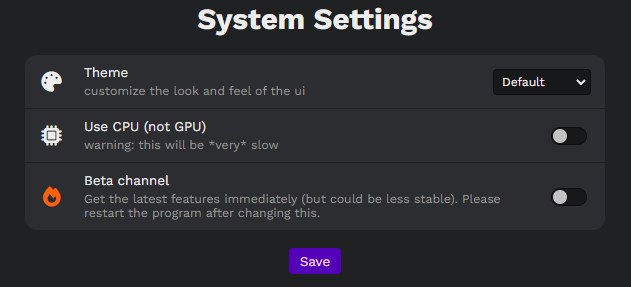 System Settings
Theme
customize the look and feel of the ui
Default
Use CPU (not GPU)
warning: this will be *very* slow
Beta channel
Get the latest features immediately (but could be less stable). Please
restart the program after changing this.
Save